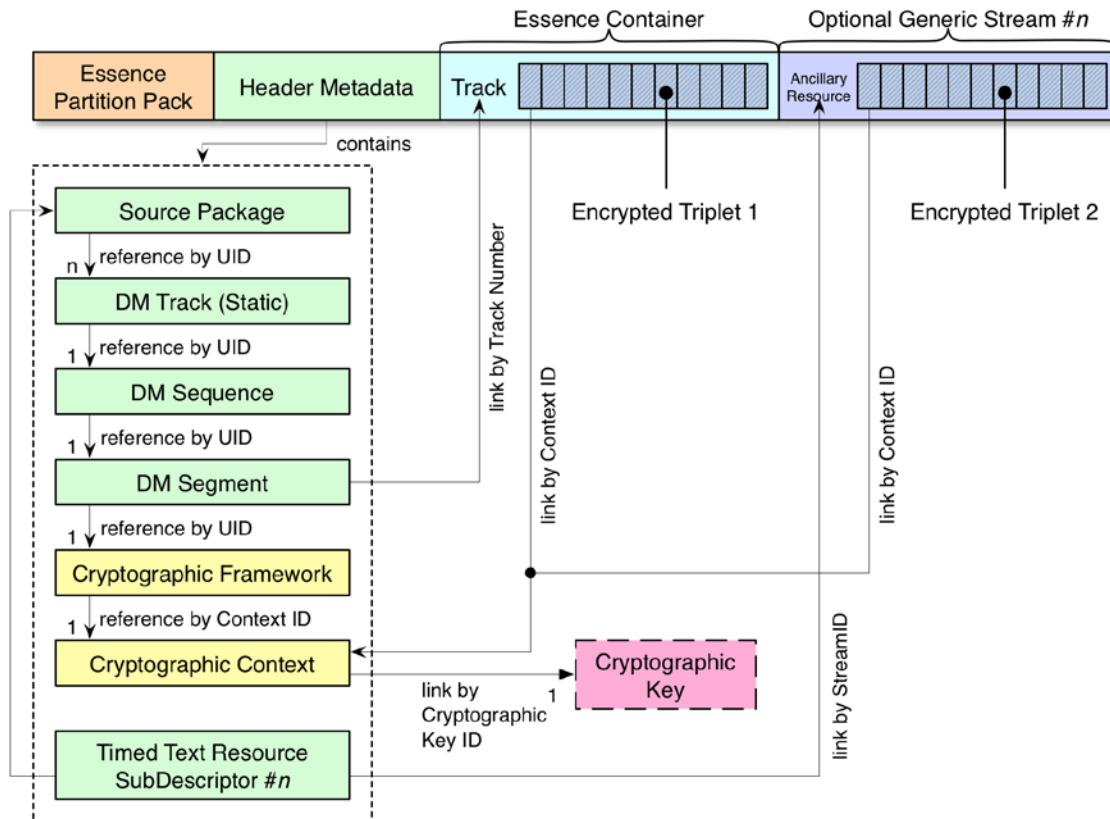 Essence Container
Optional Generic Stream #n
Essence
Partition Pack
Header Metadata
Track
Ancillary
Resource
contains
Encrypted Triplet 1
Encrypted Triplet 2
Source Package
reference by UID
n
DM Track (Static)
reference by UID
1
DM Sequence
reference by UID
1
DM Segment
reference by UID
1
Cryptographic Framework
reference by Context ID
1
Cryptographic Context
link by Track Number
link by Context ID
link by Context ID
link by StreamID
link by
Cryptographic
Key ID
1
Cryptographic
Key
Timed Text Resource
SubDescriptor #n